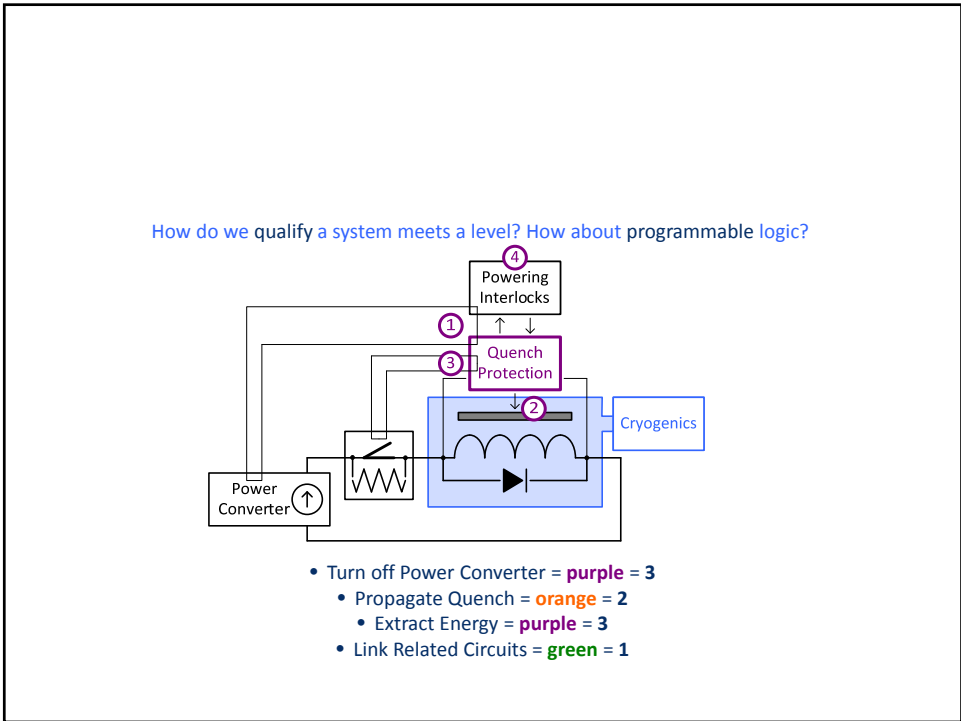 How do we qualify a system meets a level? How about programmable logic?
4
Powering
Interlocks
1
↑ ↓
Quench
Protection
3
↓
2
Cryogenics
Power
Converter
↑
• Turn off Power Converter = purple = 3
• Propagate Quench = orange = 2
• Extract Energy = purple = 3
• Link Related Circuits = green = 1